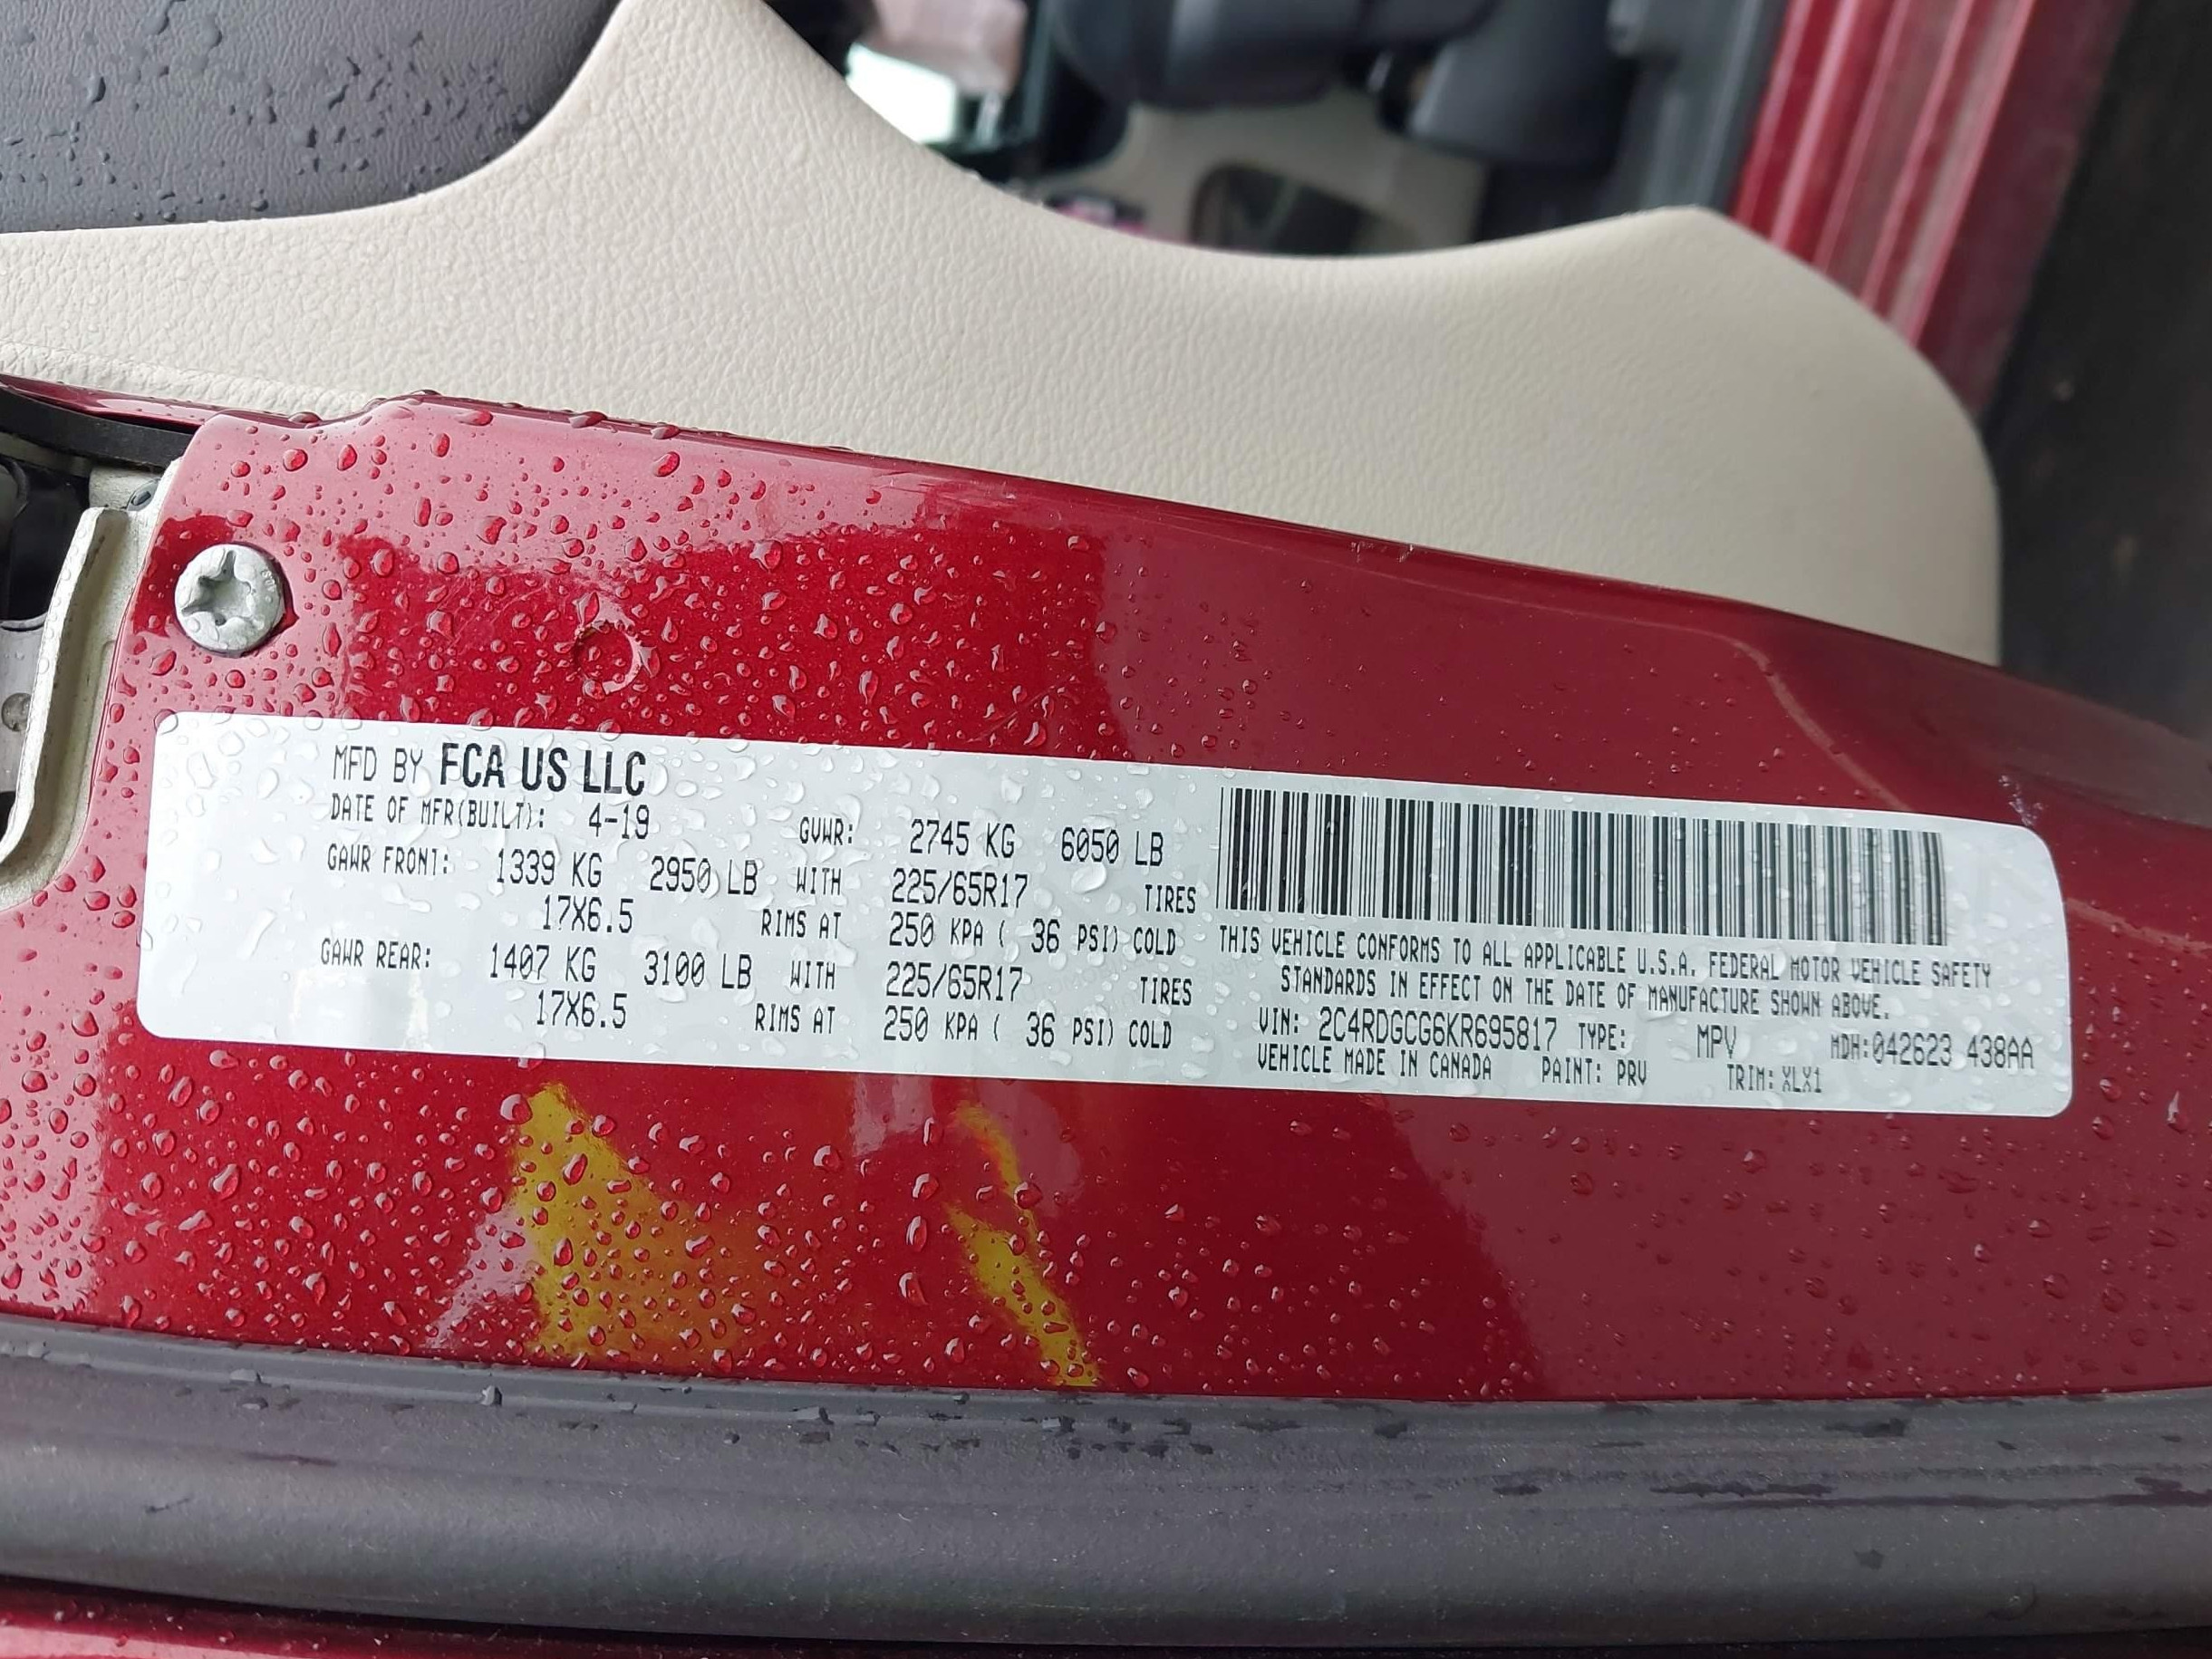 MFD BY FCA US LLC
DATE OF MFR(BUILT): 4-19 GVWR: 2745 KG 6050 LB
GAWR FRONT: 1339 KG 2950 LB WITH 225/65R17 TIRES
17X6.5 RIMS AT 250 KPA ( 36 PSI) COLD
GAWR REAR: 1407 KG 3100 LB WITH 225/65R17 TIRES
17X6.5 RIMS AT 250 KPA ( 36 PSI) COLD
THIS VEHICLE CONFORMS TO ALL APPLICABLE U.S.A. FEDERAL MOTOR VEHICLE SAFETY
STANDARDS IN EFFECT ON THE DATE OF MANUFACTURE SHOWN ABOVE.
VIN: 2C4RDGCG6KR695817 TYPE: MPV MDH:042623 438AA
VEHICLE MADE IN CANADA PAINT: PRV TRIM: XLX1